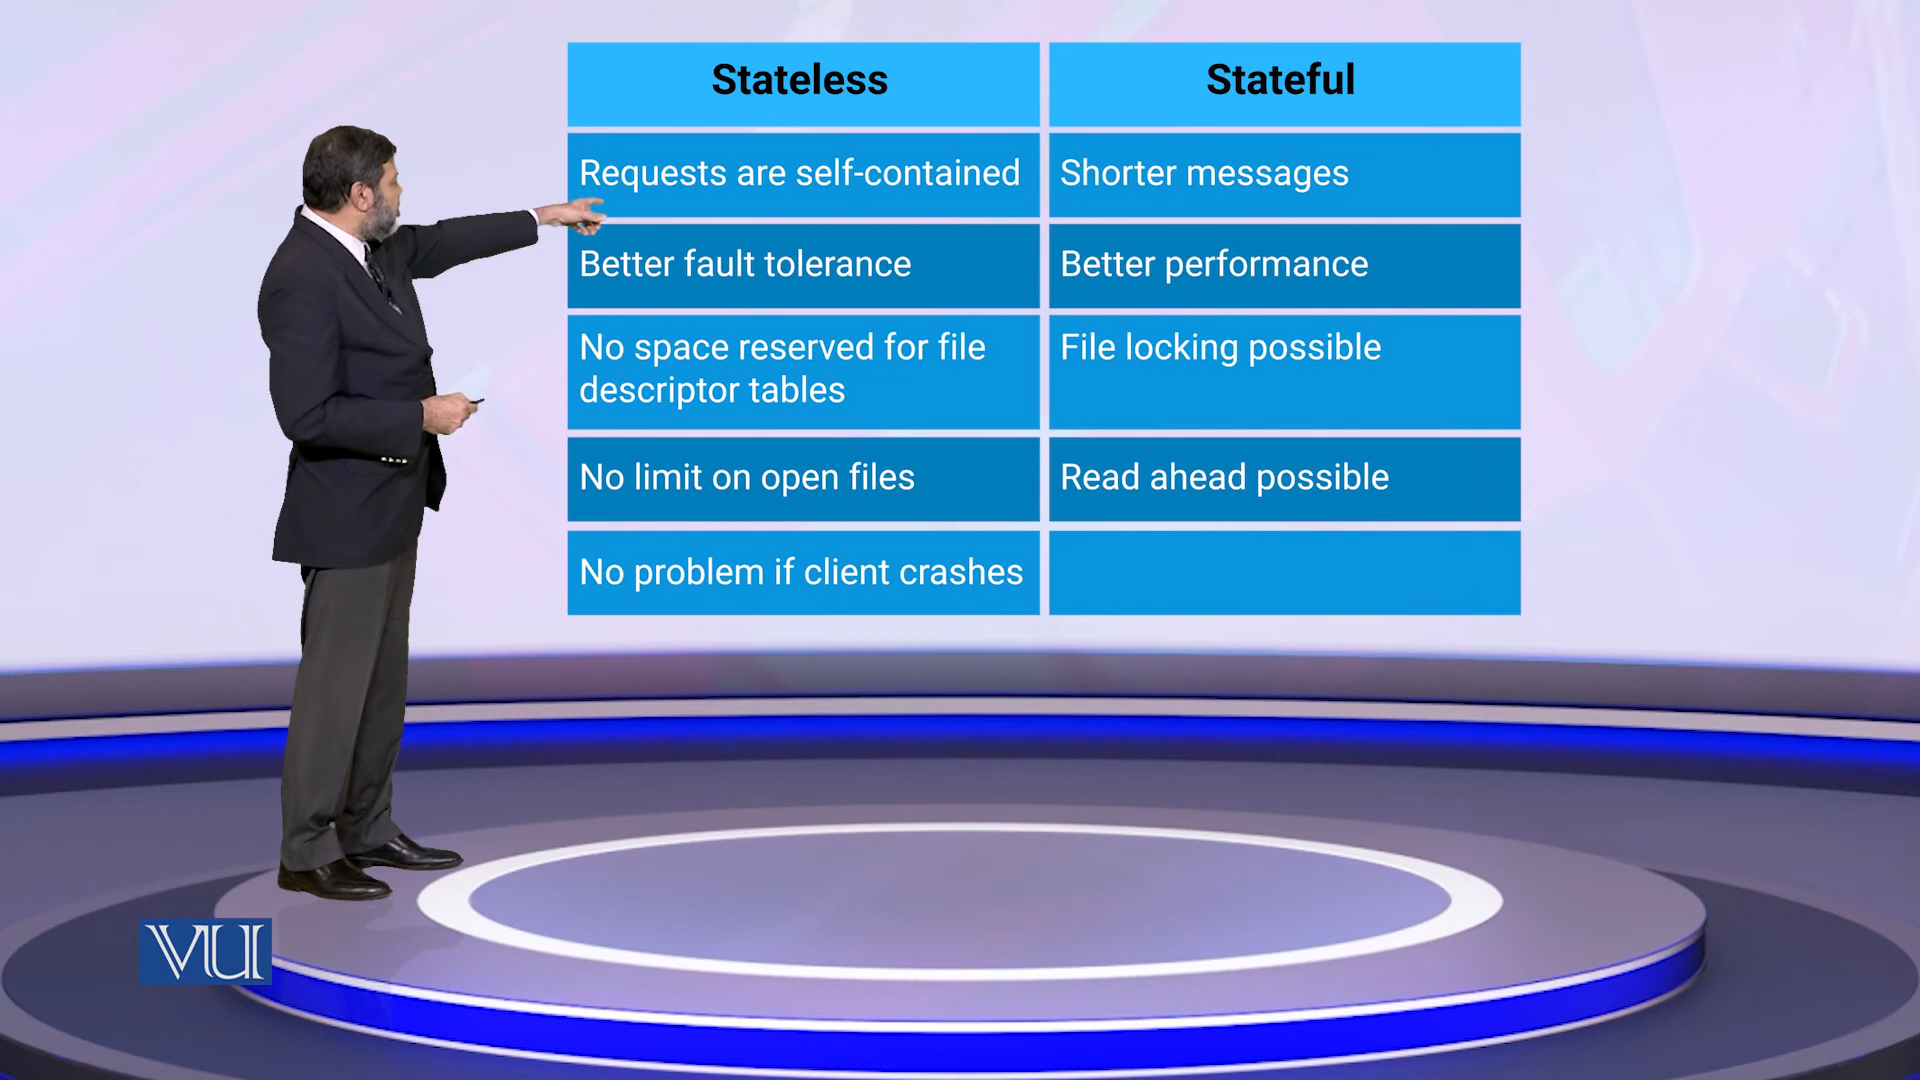 Stateless
Stateful
Requests are self-contained
Shorter messages
Better fault tolerance
Better performance
No space reserved for file
descriptor tables
File locking possible
No limit on open files
Read ahead possible
No problem if client crashes
VU